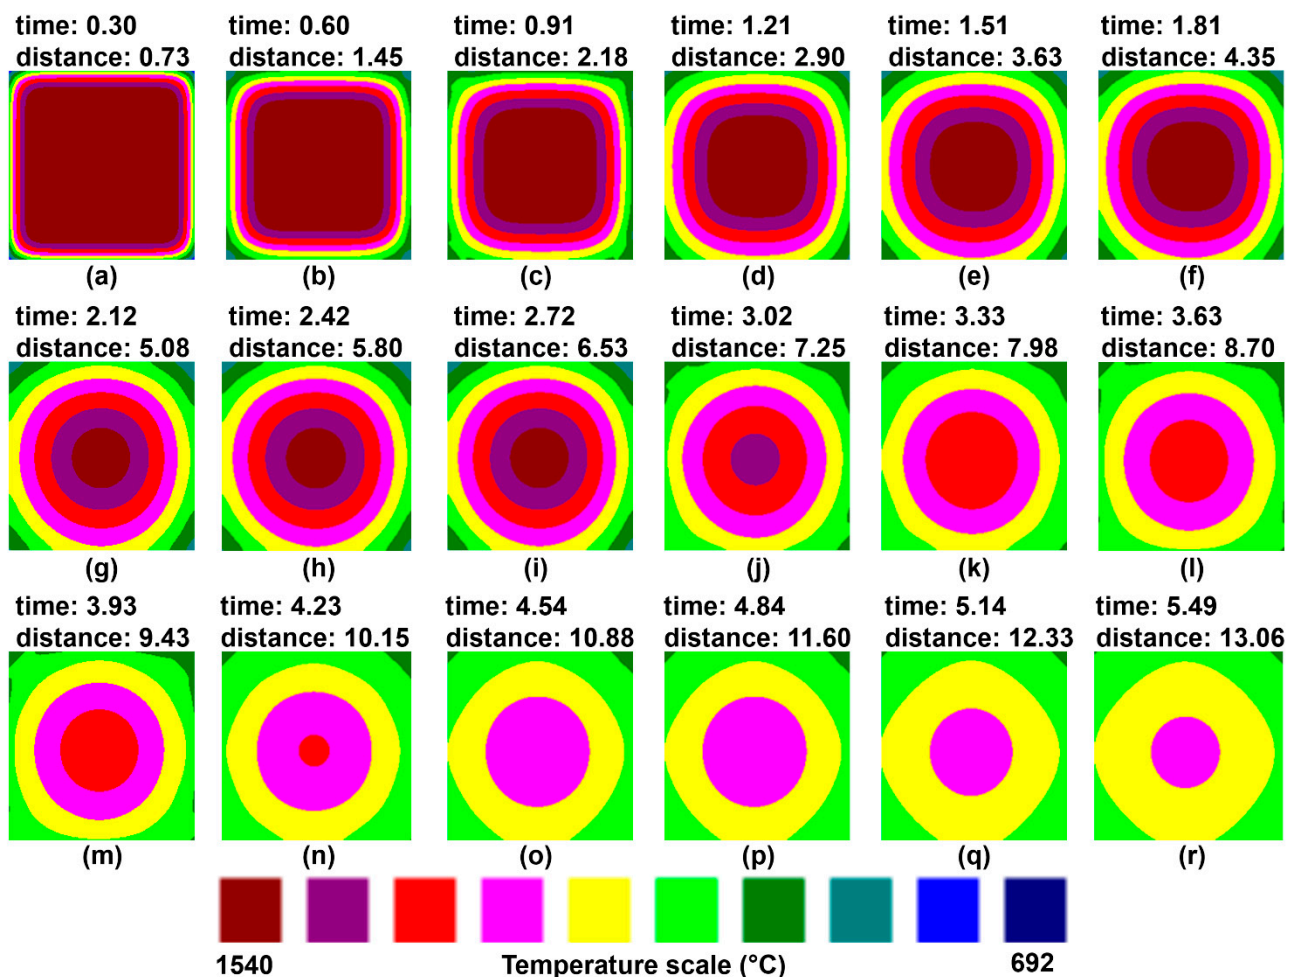 time: 0.30 time: 0.60 time: 0.91 time: 1.21 time: 1.51 time: 1.81
distance: 0.73 distance: 1.45 distance: 2.18 distance: 2.90 distance: 3.63 distance: 4.35
(a) (b) (c) (d) (e) (f)
time: 2.12 time: 2.42 time: 2.72 time: 3.02 time: 3.33 time: 3.63
distance: 5.08 distance: 5.80 distance: 6.53 distance: 7.25 distance: 7.98 distance: 8.70
(g) (h) (i) (j) (k) (l)
time: 3.93 time: 4.23 time: 4.54 time: 4.84 time: 5.14 time: 5.49
distance: 9.43 distance: 10.15 distance: 10.88 distance: 11.60 distance: 12.33 distance: 13.06
(m) (n) (o) (p) (q) (r)
1540 Temperature scale (°C) 692